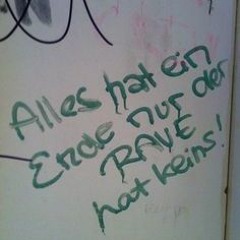 Alles hat ein
Ende nur der
RAVE
hat keins!